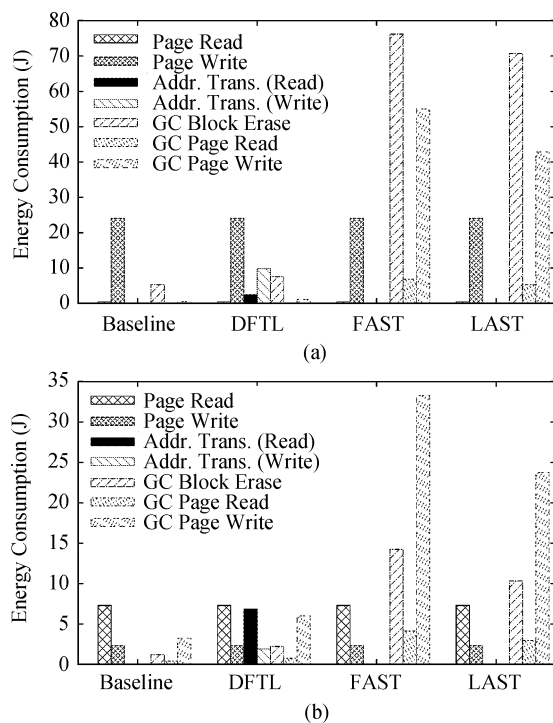 80
70
60
50
40
30
20
10
0
Energy Consumption (J)
Page Read
Page Write
Addr. Trans. (Read)
Addr. Trans. (Write)
GC Block Erase
GC Page Read
GC Page Write
Baseline DFTL FAST LAST
(a)
35
30
25
20
15
10
5
0
Energy Consumption (J)
Page Read
Page Write
Addr. Trans. (Read)
Addr. Trans. (Write)
GC Block Erase
GC Page Read
GC Page Write
Baseline DFTL FAST LAST
(b)